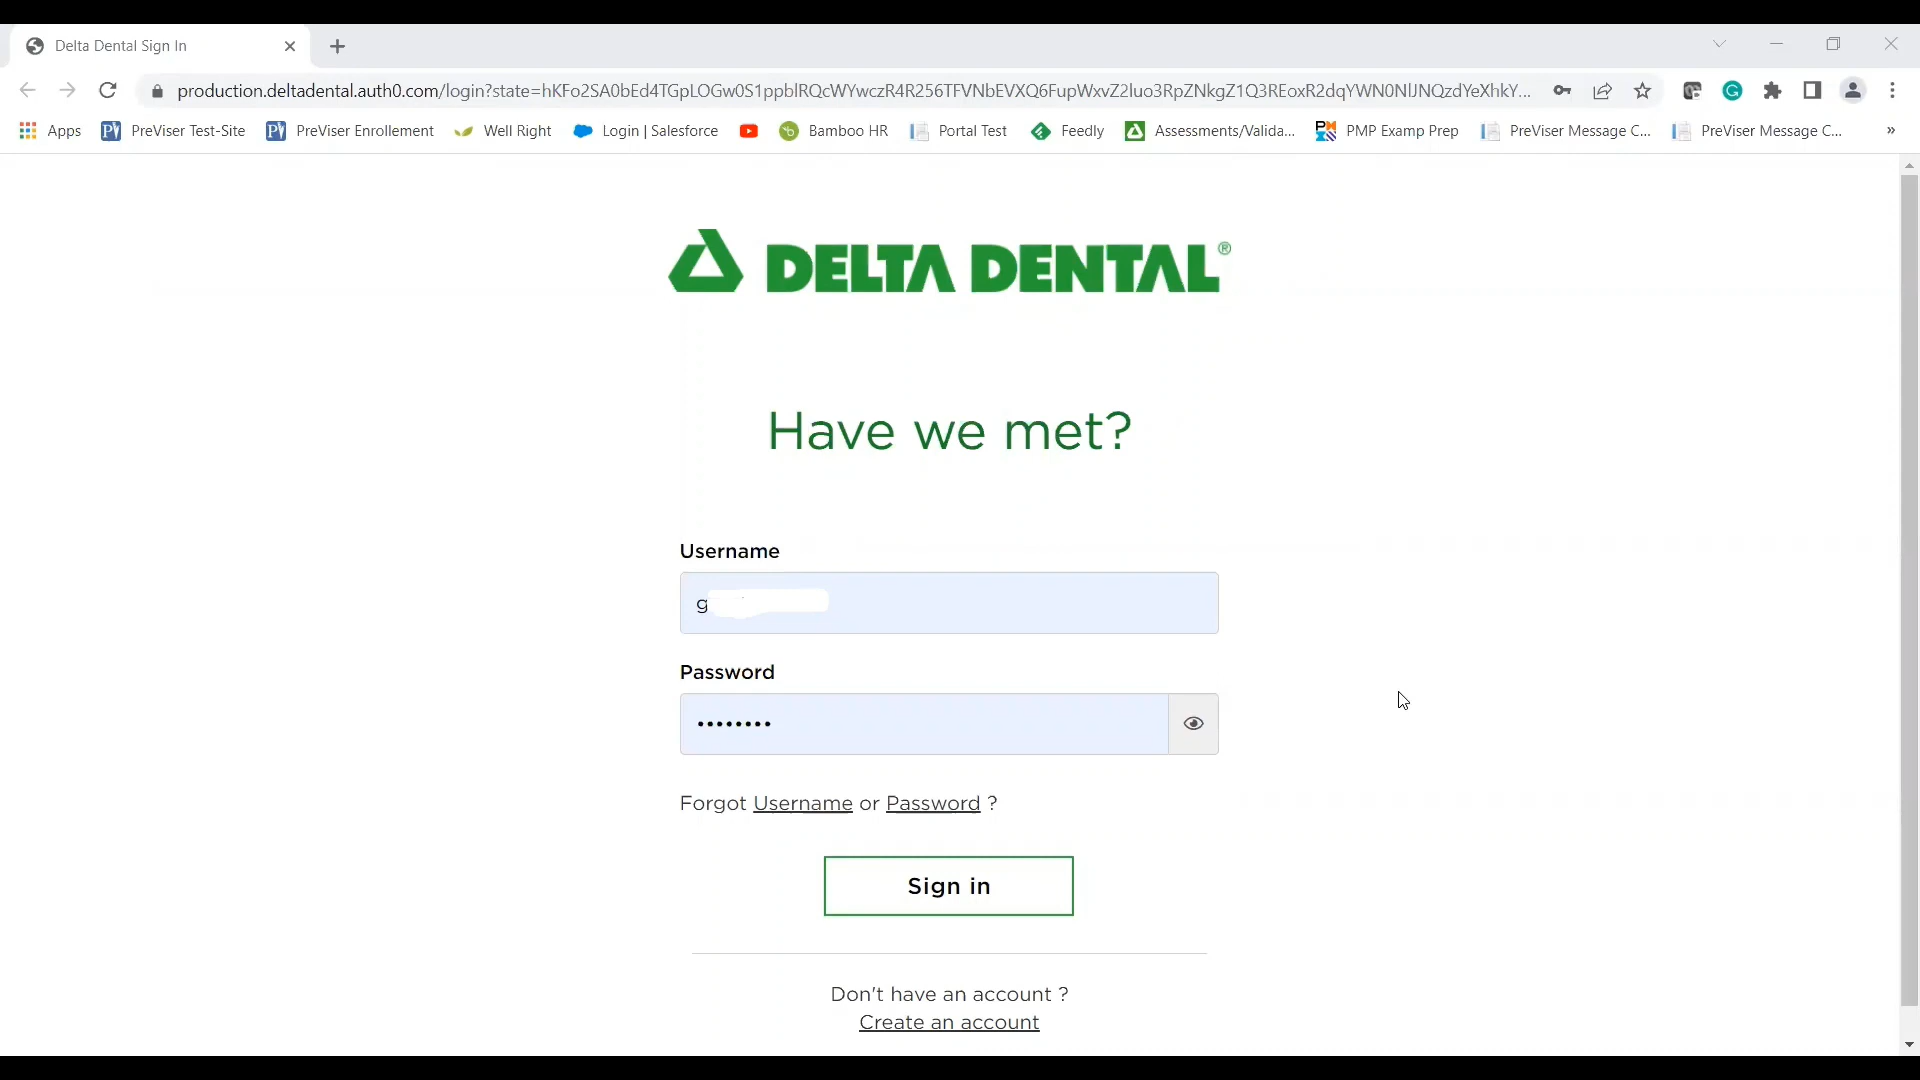 Delta Dental Sign In
production.deltadental.auth0.com/login?state=hKFo2SA0bEd4TGpLOGw0S1ppblRQcWYwczR4R256TFVNbEVXQ6FupWxvZ2luo3RpZNkgZ1Q3REoxR2dqYWN0NlJNQzdYeXhkY...
Apps PreViser Test-Site PreViser Enrollement Well Right Login | Salesforce Bamboo HR Portal Test Feedly Assessments/Valida... PMP Examp Prep PreViser Message C... PreViser Message C... »
DELTA DENTAL®
Have we met?
Username
g
Password
••••••••
Forgot Username or Password ?
Sign in
Don't have an account ?
Create an account